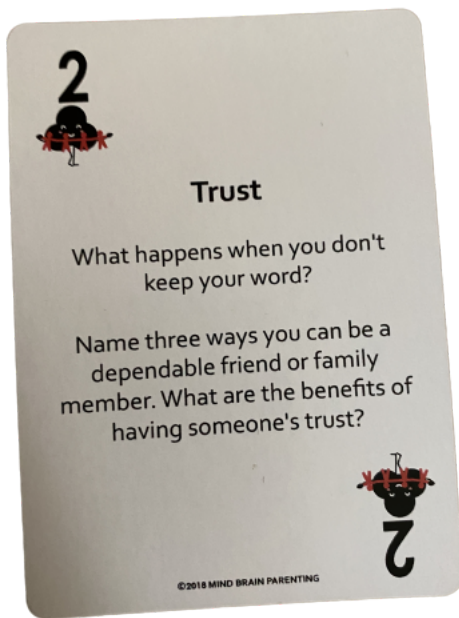 2
Trust
What happens when you don't
keep your word?
Name three ways you can be a
dependable friend or family
member. What are the benefits of
having someone's trust?
2
©2018 MIND BRAIN PARENTING